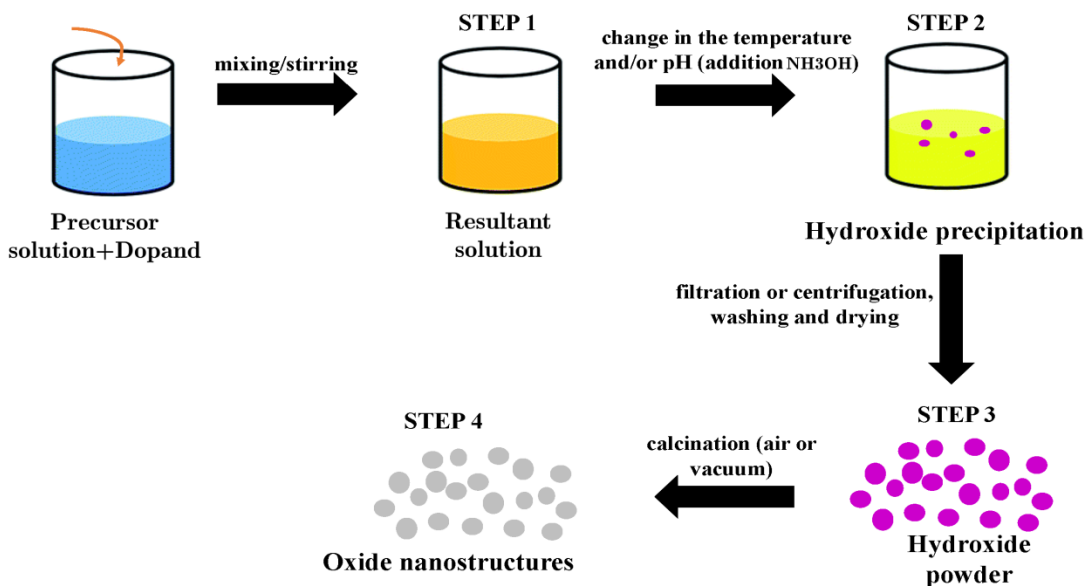 mixing/stirring
Precursor
solution+Dopand
STEP 1
Resultant
solution
change in the temperature
and/or pH (addition NH3OH)
STEP 2
Hydroxide precipitation
filtration or centrifugation,
washing and drying
STEP 3
Hydroxide
powder
calcination (air or
vacuum)
STEP 4
Oxide nanostructures